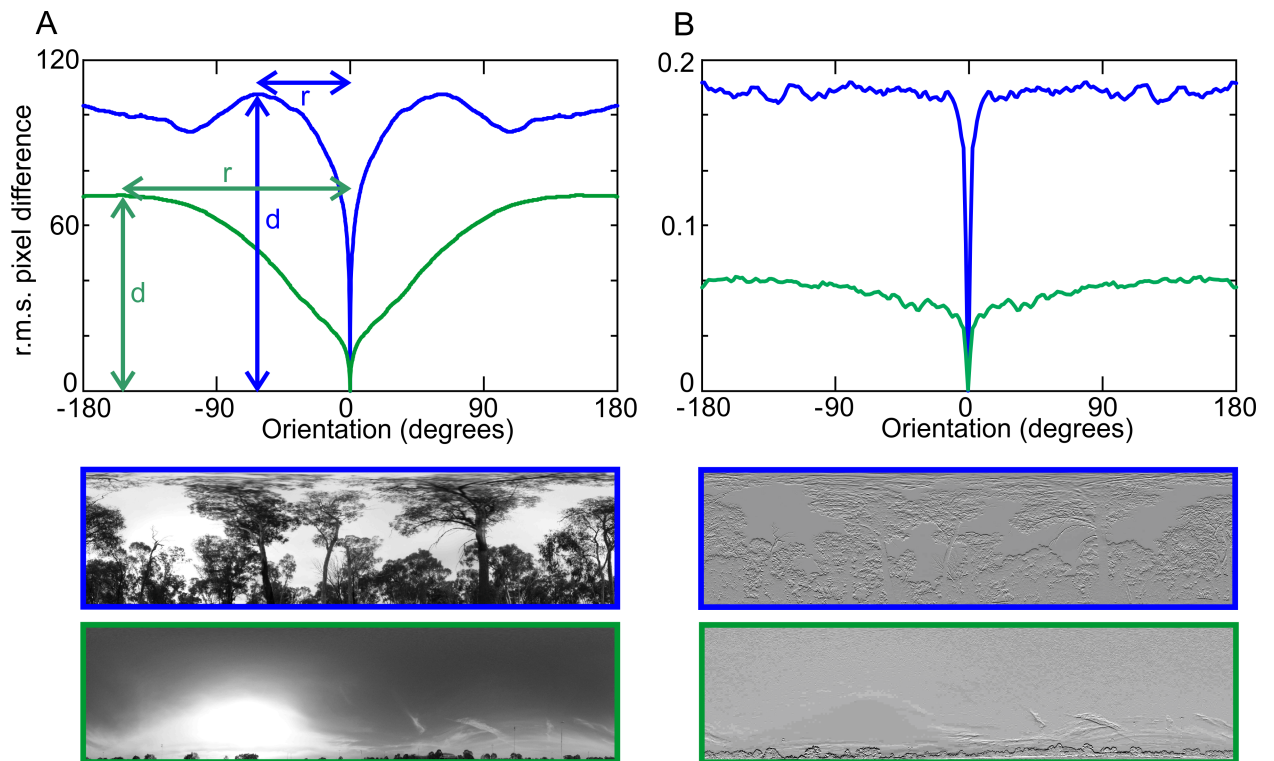 A
B
120
60
0
r.m.s. pixel difference
r
r
d
d
-180
-90
0
90
180
Orientation (degrees)
0.2
0.1
0
-180
-90
0
90
180
Orientation (degrees)